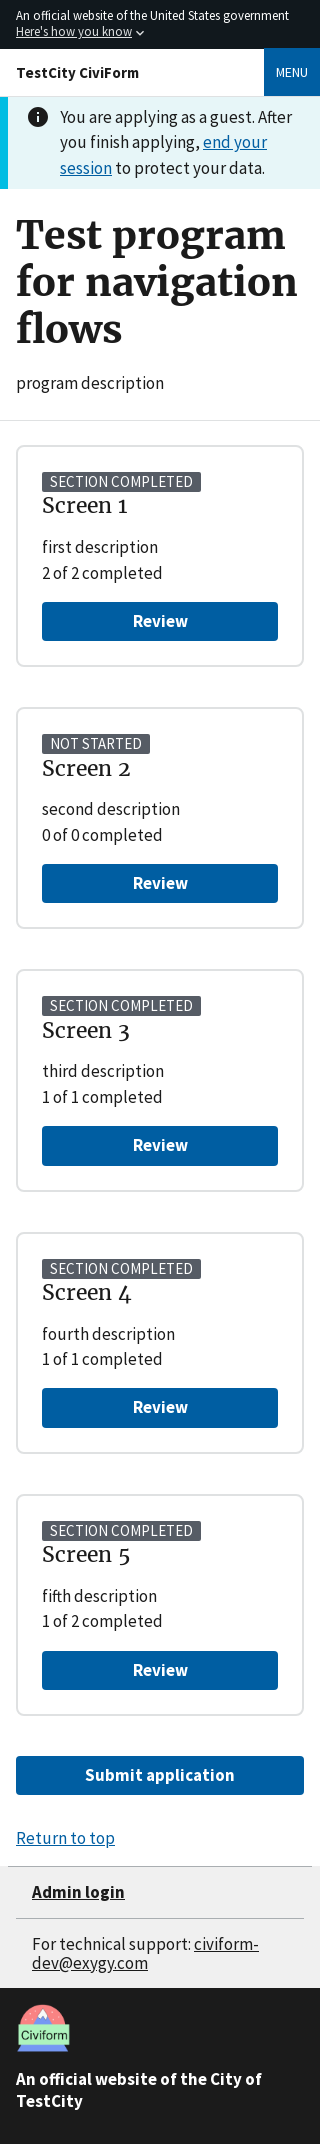 An official website of the United States government
Here's how you know
TestCity CiviForm
MENU
You are applying as a guest. After
you finish applying, end your
session to protect your data.
Test program
for navigation
flows
program description
SECTION COMPLETED
Screen 1
first description
2 of 2 completed
Review
NOT STARTED
Screen 2
second description
0 of 0 completed
Review
SECTION COMPLETED
Screen 3
third description
1 of 1 completed
Review
SECTION COMPLETED
Screen 4
fourth description
1 of 1 completed
Review
SECTION COMPLETED
Screen 5
fifth description
1 of 2 completed
Review
Submit application
Return to top
Admin login
For technical support: civiform-
dev@exygy.com
Civiform
An official website of the City of
TestCity